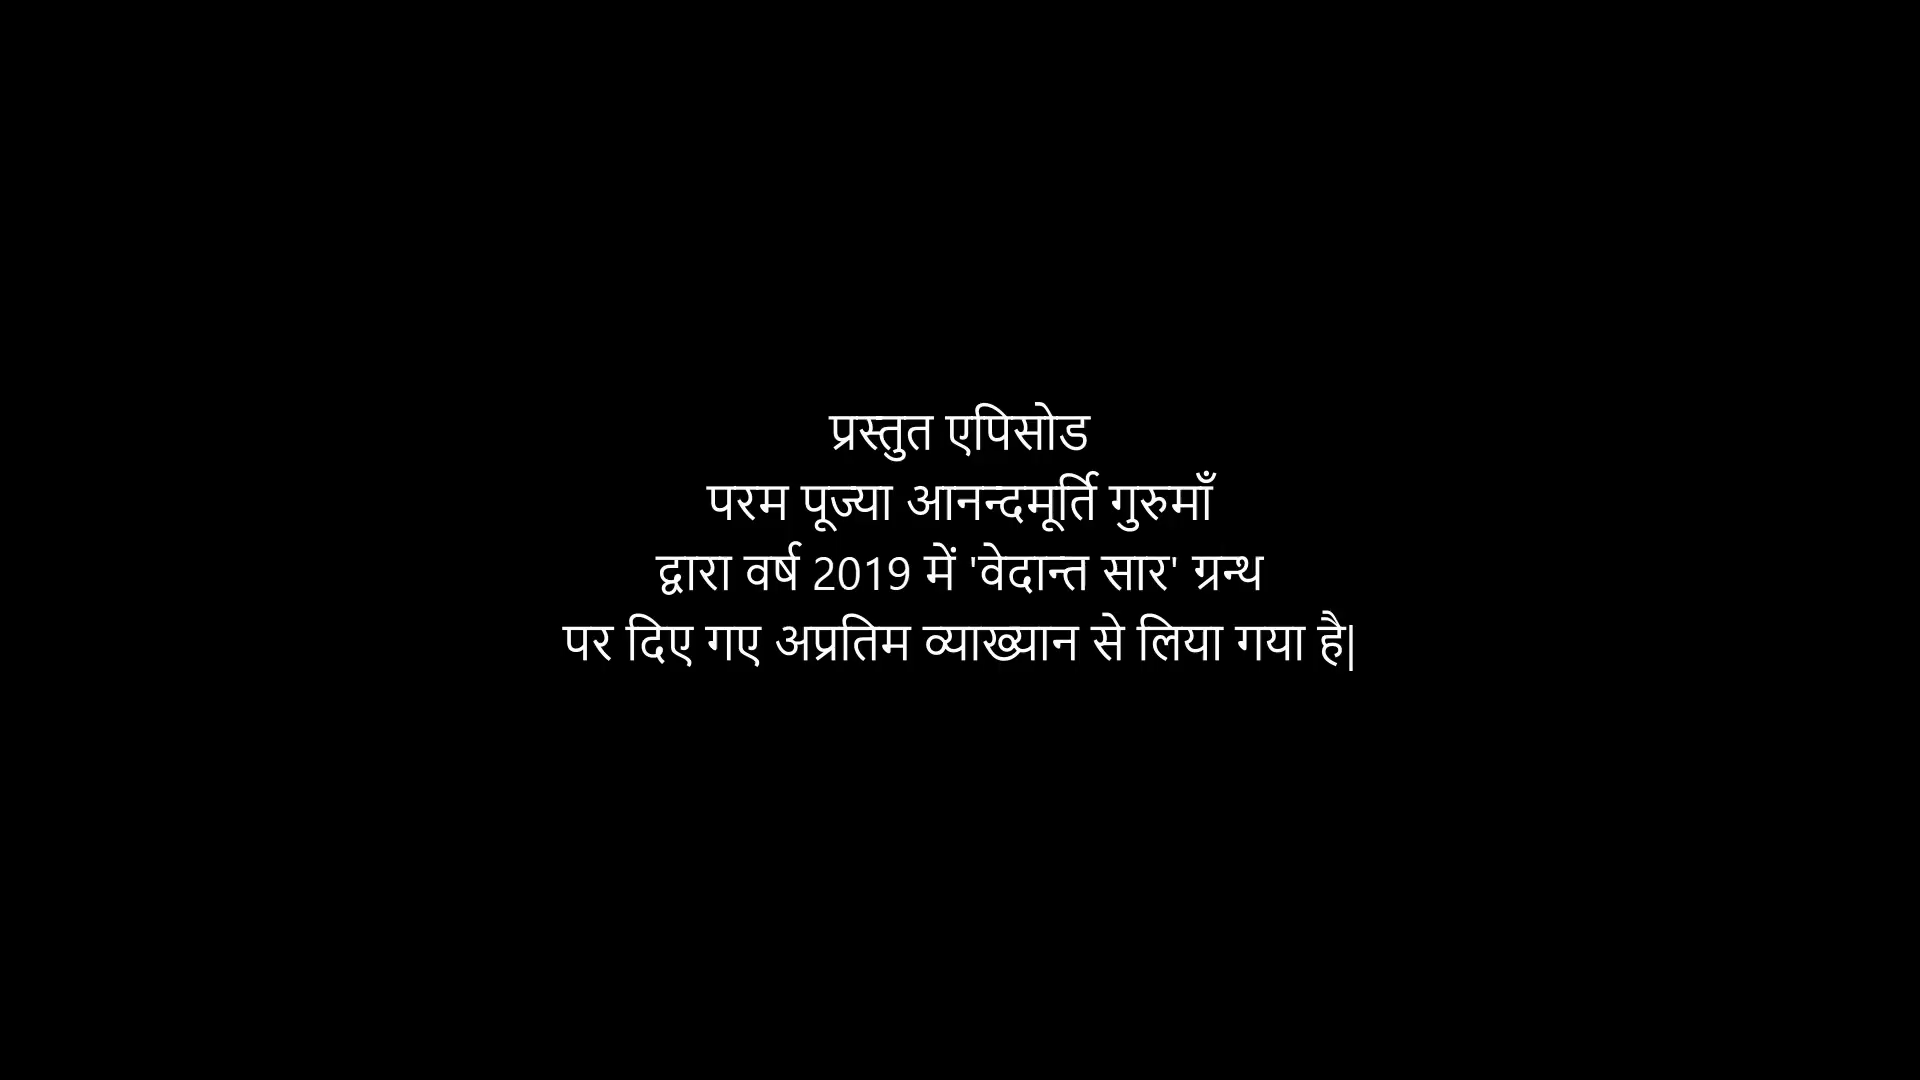 प्रस्तुत एपिसोड
परम पूज्या आनन्दमूर्ति गुरुमाँ
द्वारा वर्ष 2019 में 'वेदान्त सार' ग्रन्थ
पर दिए गए अप्रतिम व्याख्यान से लिया गया है|